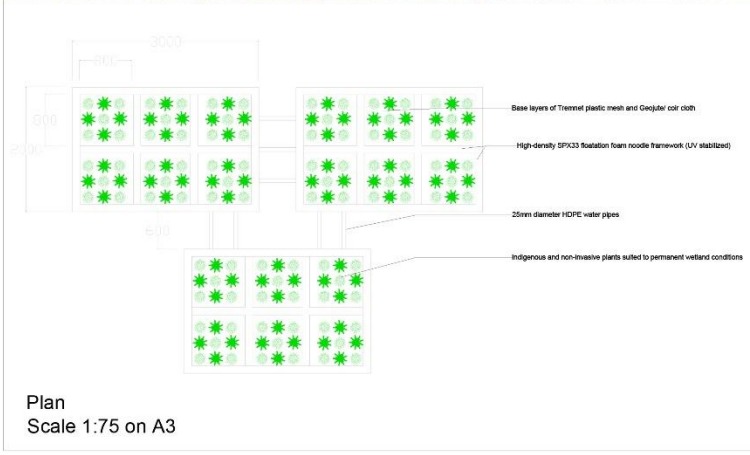 3000
800
Base layers of Tremnet plastic mesh and Geojute/ coir cloth
800
High-density SPX33 floatation foam noodle framework (UV stabilized)
2000
25mm diameter HDPE water pipes
600
Indigenous and non-invasive plants suited to permanent wetland conditions
Plan
Scale 1:75 on A3